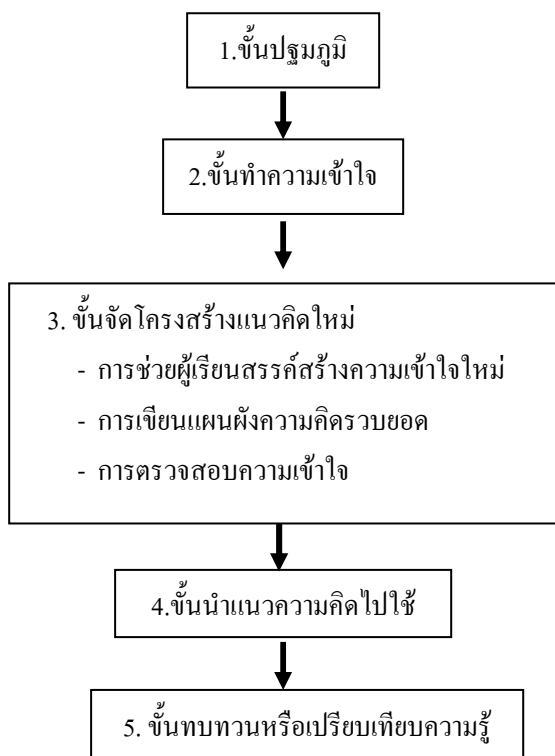 1.ขั้นปฐมภูมิ
2.ขั้นทำความเข้าใจ
3. ขั้นจัดโครงสร้างแนวคิดใหม่
- การช่วยผู้เรียนสรรค์สร้างความเข้าใจใหม่
- การเขียนแผนผังความคิดรวบยอด
- การตรวจสอบความเข้าใจ
4.ขั้นนำแนวความคิดไปใช้
5. ขั้นทบทวนหรือเปรียบเทียบความรู้